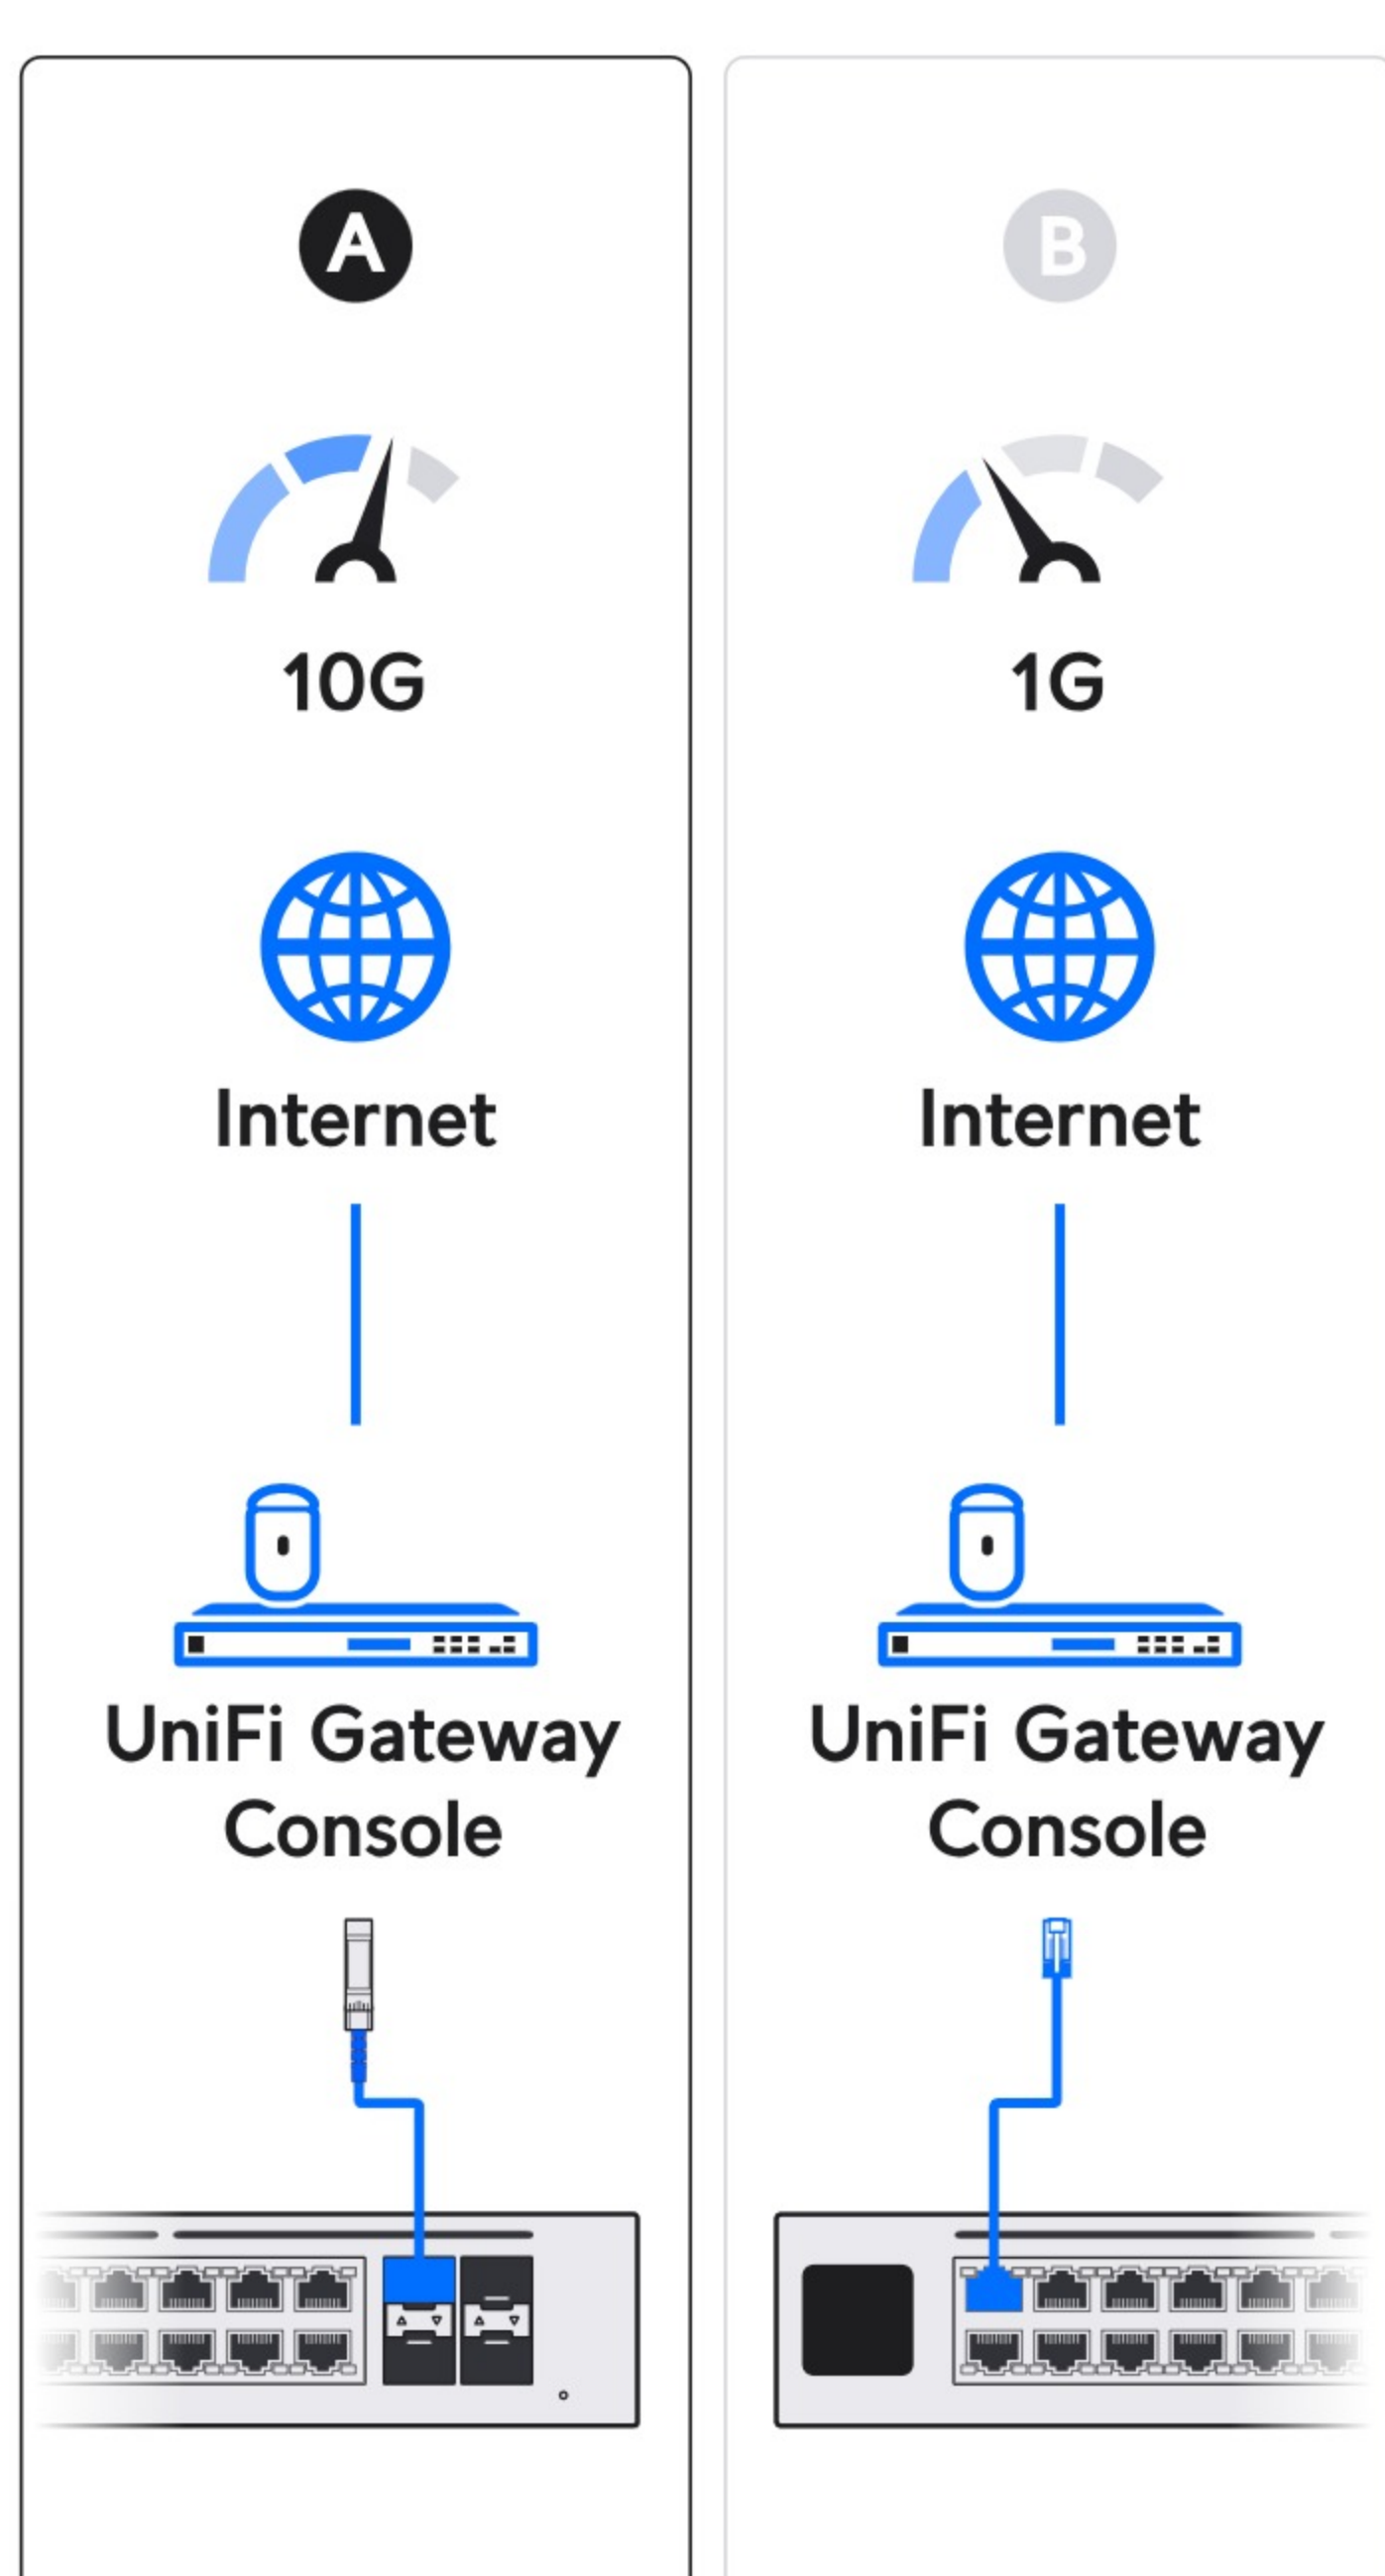 A
10G
Internet
UniFi Gateway
Console
B
1G
Internet
UniFi Gateway
Console